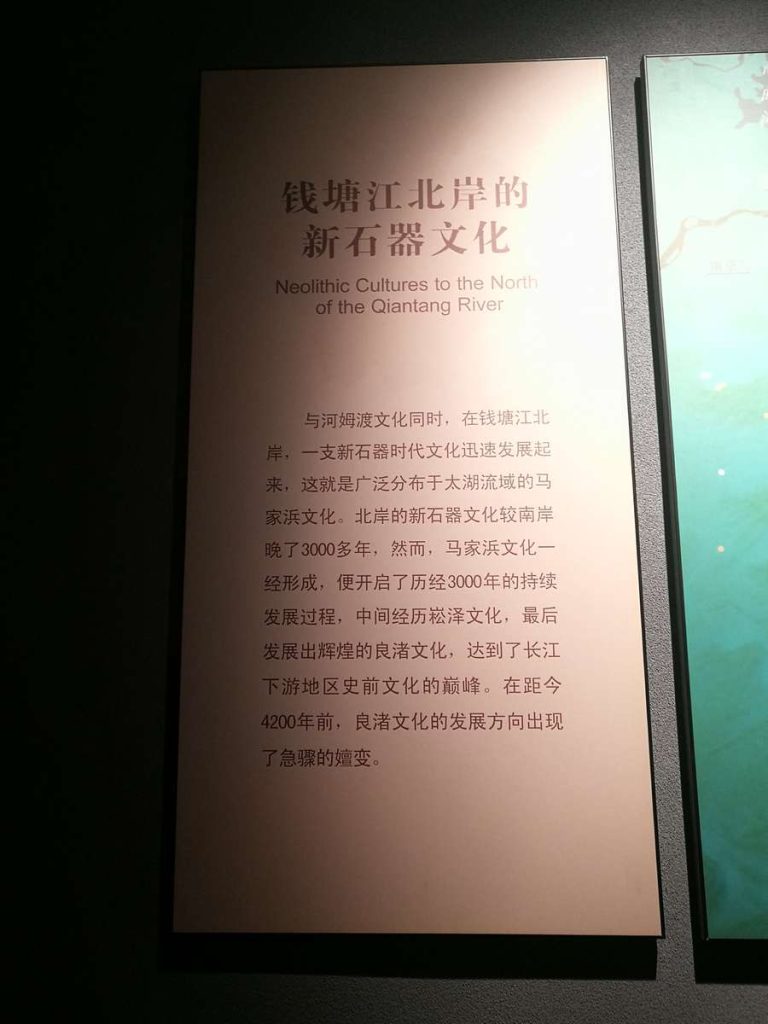 钱塘江北岸的
新石器文化
Neolithic Cultures to the North
of the Qiantang River
与河姆渡文化同时，在钱塘江北
岸，一支新石器时代文化迅速发展起
来，这就是广泛分布于太湖流域的马
家浜文化。北岸的新石器文化较南岸
晚了3000多年，然而，马家浜文化一
经形成，便开启了历经3000年的持续
发展过程，中间经历崧泽文化，最后
发展出辉煌的良渚文化，达到了长江
下游地区史前文化的巅峰。在距今
4200年前，良渚文化的发展方向出现
了急骤的嬗变。